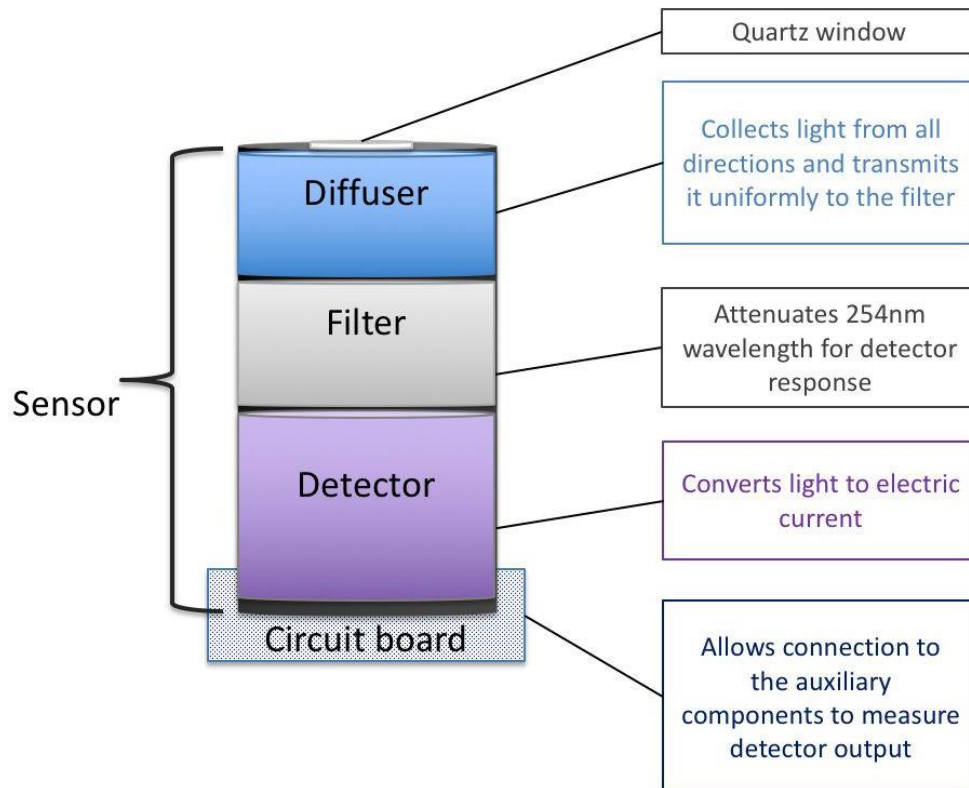 Quartz window
Collects light from all
directions and transmits
it uniformly to the filter
Diffuser
Filter
Attenuates 254nm
wavelength for detector
response
Sensor
Detector
Converts light to electric
current
Circuit board
Allows connection to
the auxiliary
components to measure
detector output